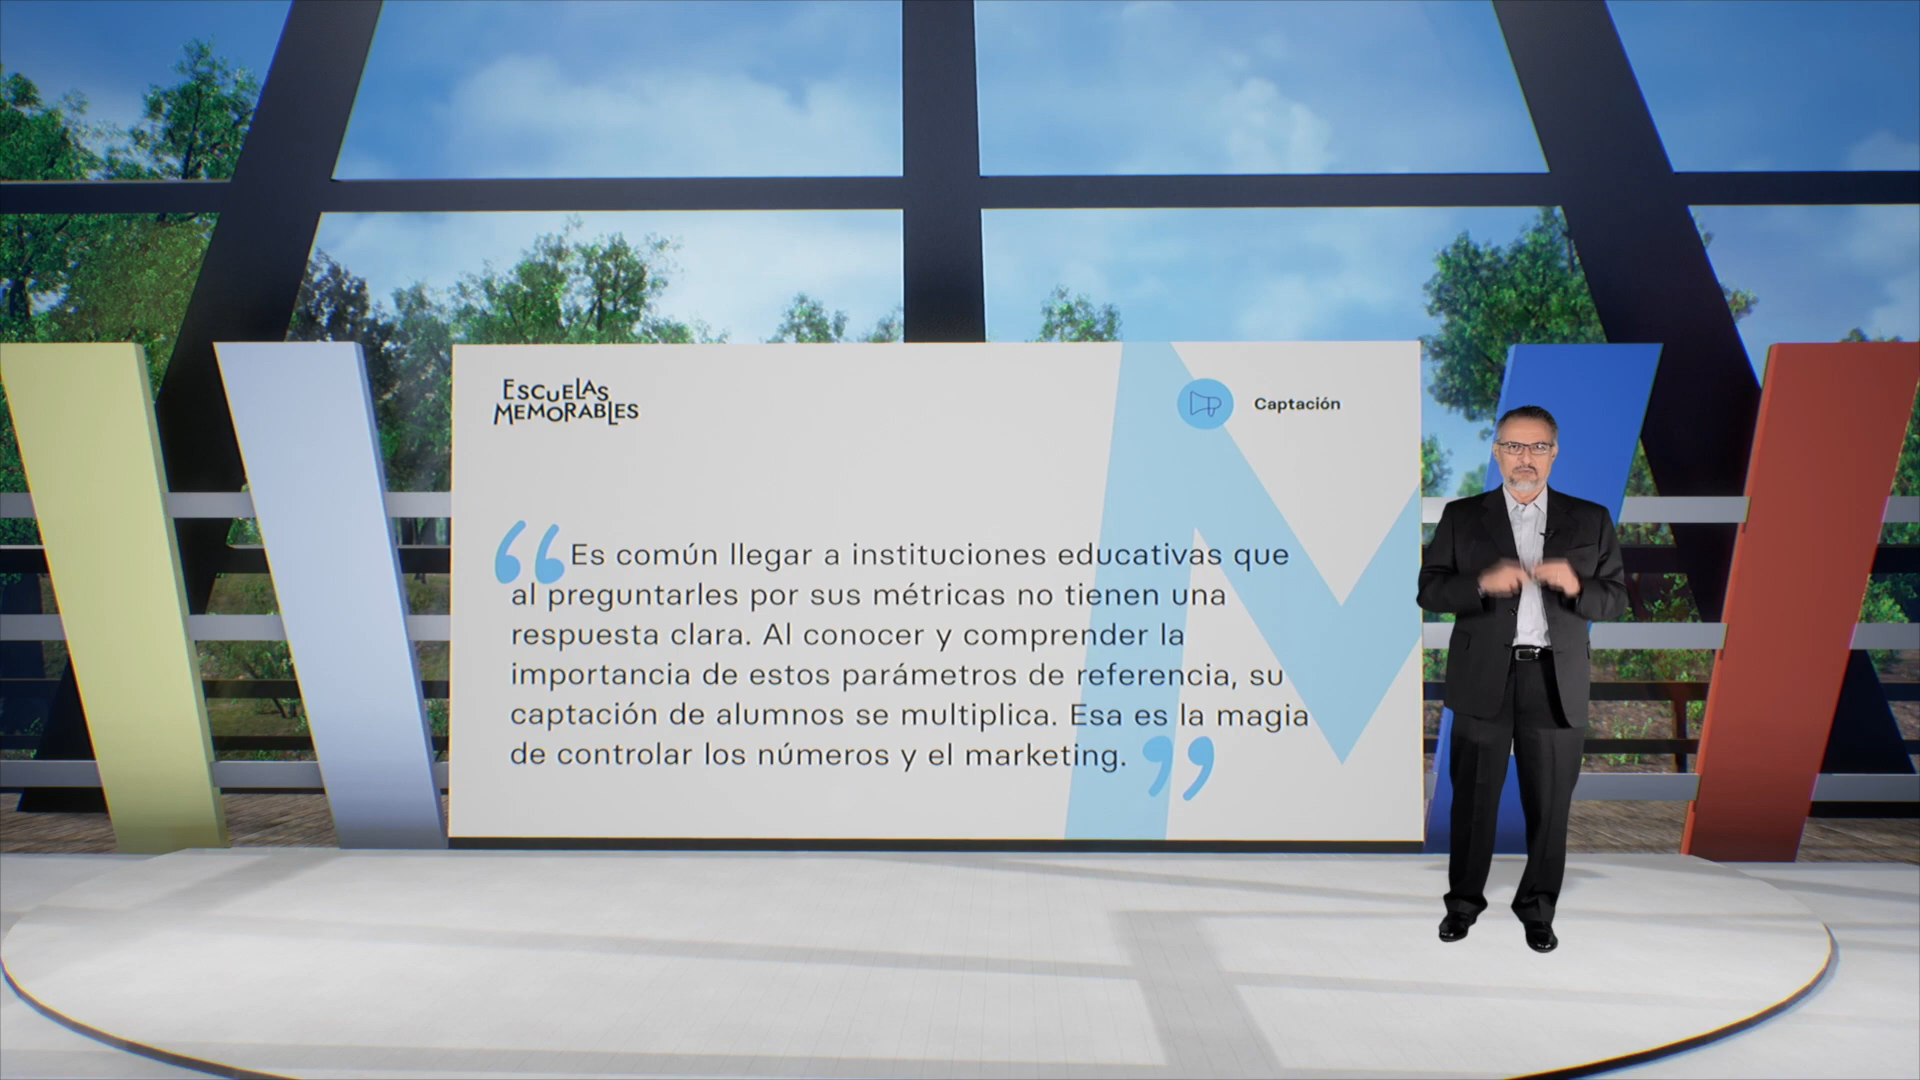 ESCUELAS
MEMORABLES
Captación
“Es común llegar a instituciones educativas que
al preguntarles por sus métricas no tienen una
respuesta clara. Al conocer y comprender la
importancia de estos parámetros de referencia, su
captación de alumnos se multiplica. Esa es la magia
de controlar los números y el marketing.”